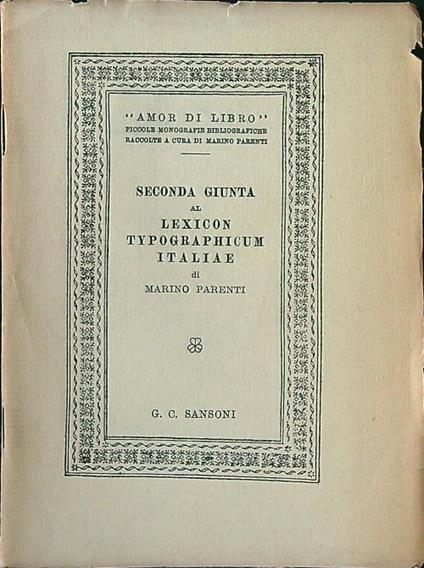 "AMOR DI LIBRO"
PICCOLE MONOGRAFIE BIBLIOGRAFICHE
RACCOLTE A CURA DI MARINO PARENTI
SECONDA GIUNTA
AL
LEXICON
TYPOGRAPHICUM
ITALIAE
di
MARINO PARENTI
G. C. SANSONI